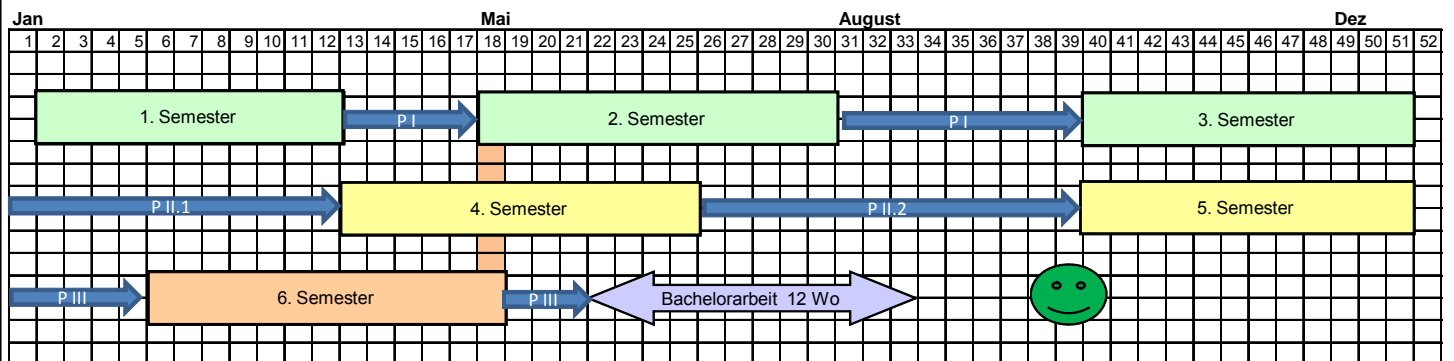 Jan Mai August Dez
1 2 3 4 5 6 7 8 9 10 11 12 13 14 15 16 17 18 19 20 21 22 23 24 25 26 27 28 29 30 31 32 33 34 35 36 37 38 39 40 41 42 43 44 45 46 47 48 49 50 51 52
1. Semester P I 2. Semester P I 3. Semester
P II.1 4. Semester P II.2 5. Semester
P III 6. Semester P III Bachelorarbeit 12 Wo